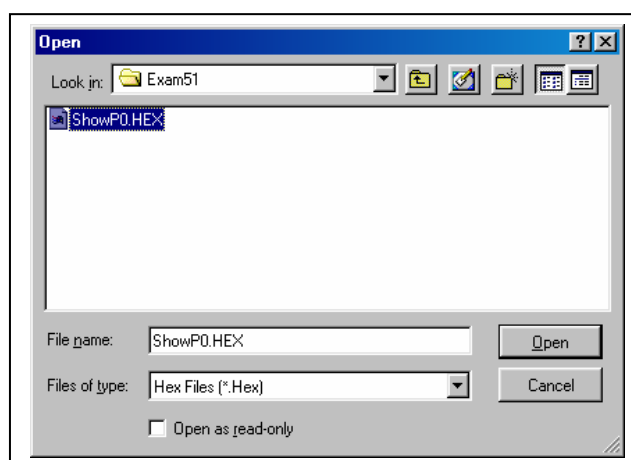 Open
Look in: Exam51
ShowP0.HEX
File name: ShowP0.HEX Open
Files of type: Hex Files (*.Hex) Cancel
Open as read-only